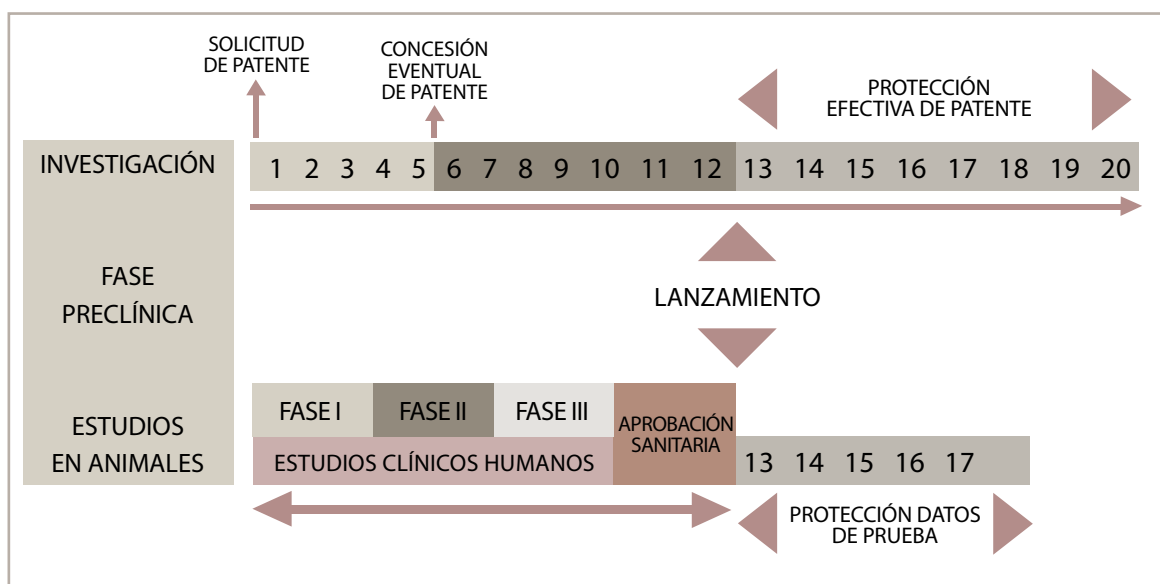 SOLICITUD
DE PATENTE
CONCESIÓN
EVENTUAL
DE PATENTE
PROTECCIÓN
EFECTIVA DE PATENTE
INVESTIGACIÓN
1 2 3 4 5 6 7 8 9 10 11 12 13 14 15 16 17 18 19 20
FASE
PRECLÍNICA
LANZAMIENTO
ESTUDIOS
EN ANIMALES
FASE I
FASE II
FASE III
APROBACIÓN
SANITARIA
ESTUDIOS CLÍNICOS HUMANOS
13 14 15 16 17
PROTECCIÓN DATOS
DE PRUEBA